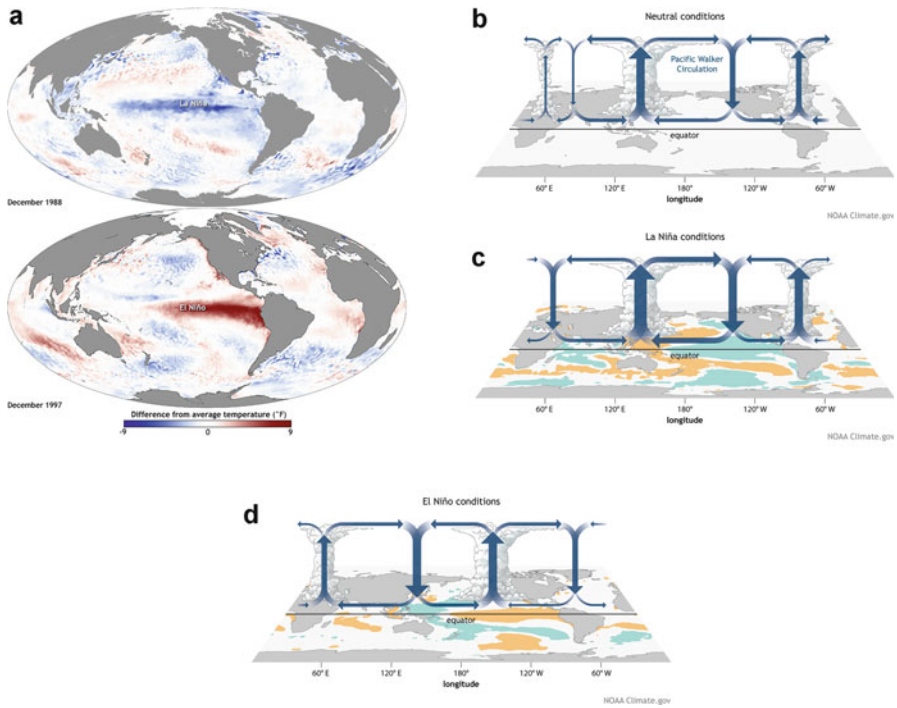 a
La Niña
December 1988
El Niño
December 1997
Difference from average temperature (°F)
-9 0 9
b
Neutral conditions
Pacific Walker
Circulation
equator
60° E 120° E 180° 120° W 60° W
longitude
NOAA Climate.gov
c
La Niña conditions
equator
60° E 120° E 180° 120° W 60° W
longitude
NOAA Climate.gov
d
El Niño conditions
equator
60° E 120° E 180° 120° W 60° W
longitude
NOAA Climate.gov